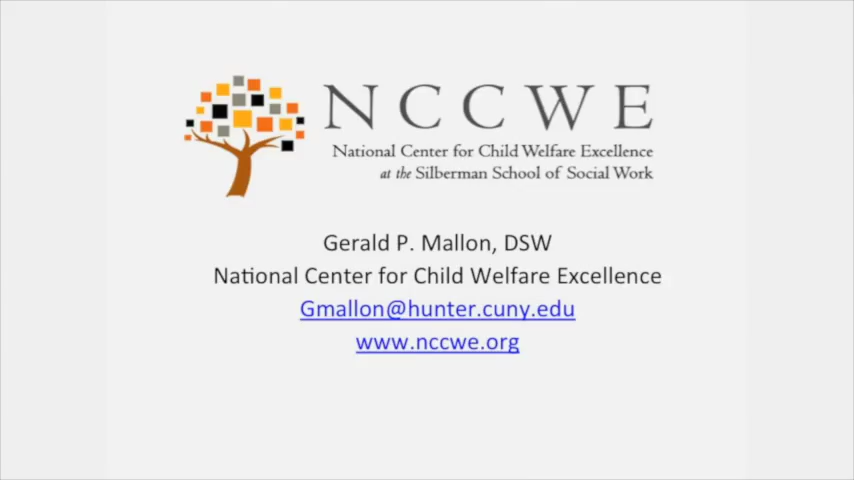 NCCWE
National Center for Child Welfare Excellence
at the Silberman School of Social Work
Gerald P. Mallon, DSW
National Center for Child Welfare Excellence
Gmallon@hunter.cuny.edu
www.nccwe.org